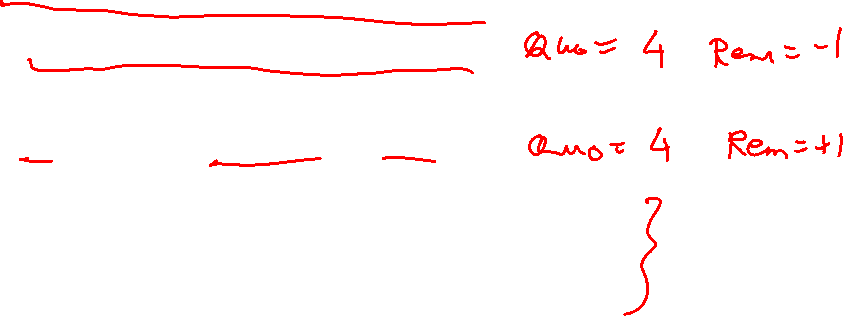 Quo = 4 Rem = -1
Quo = 4 Rem = +1
}